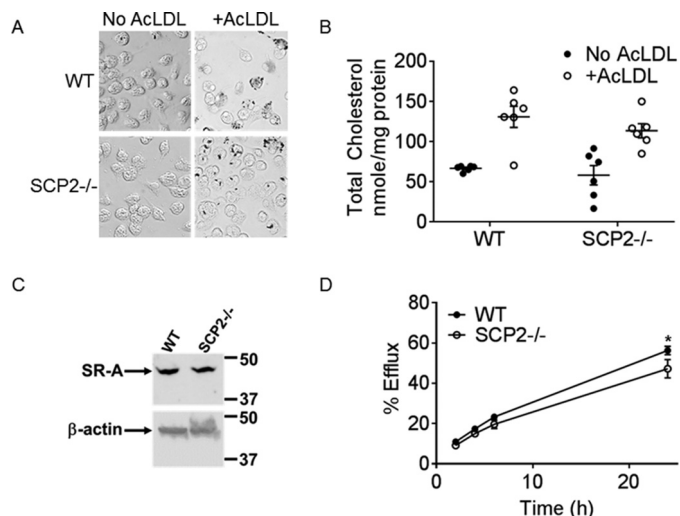 A
No AcLDL
+AcLDL
WT
SCP2-/-
B
No AcLDL
+AcLDL
Total Cholesterol
nmole/mg protein
200
150
100
50
0
WT
SCP2-/-
C
WT
SCP2-/-
SR-A
50
37
β-actin
50
37
D
WT
SCP2-/-
% Efflux
80
60
40
20
0
*
0
10
20
Time (h)